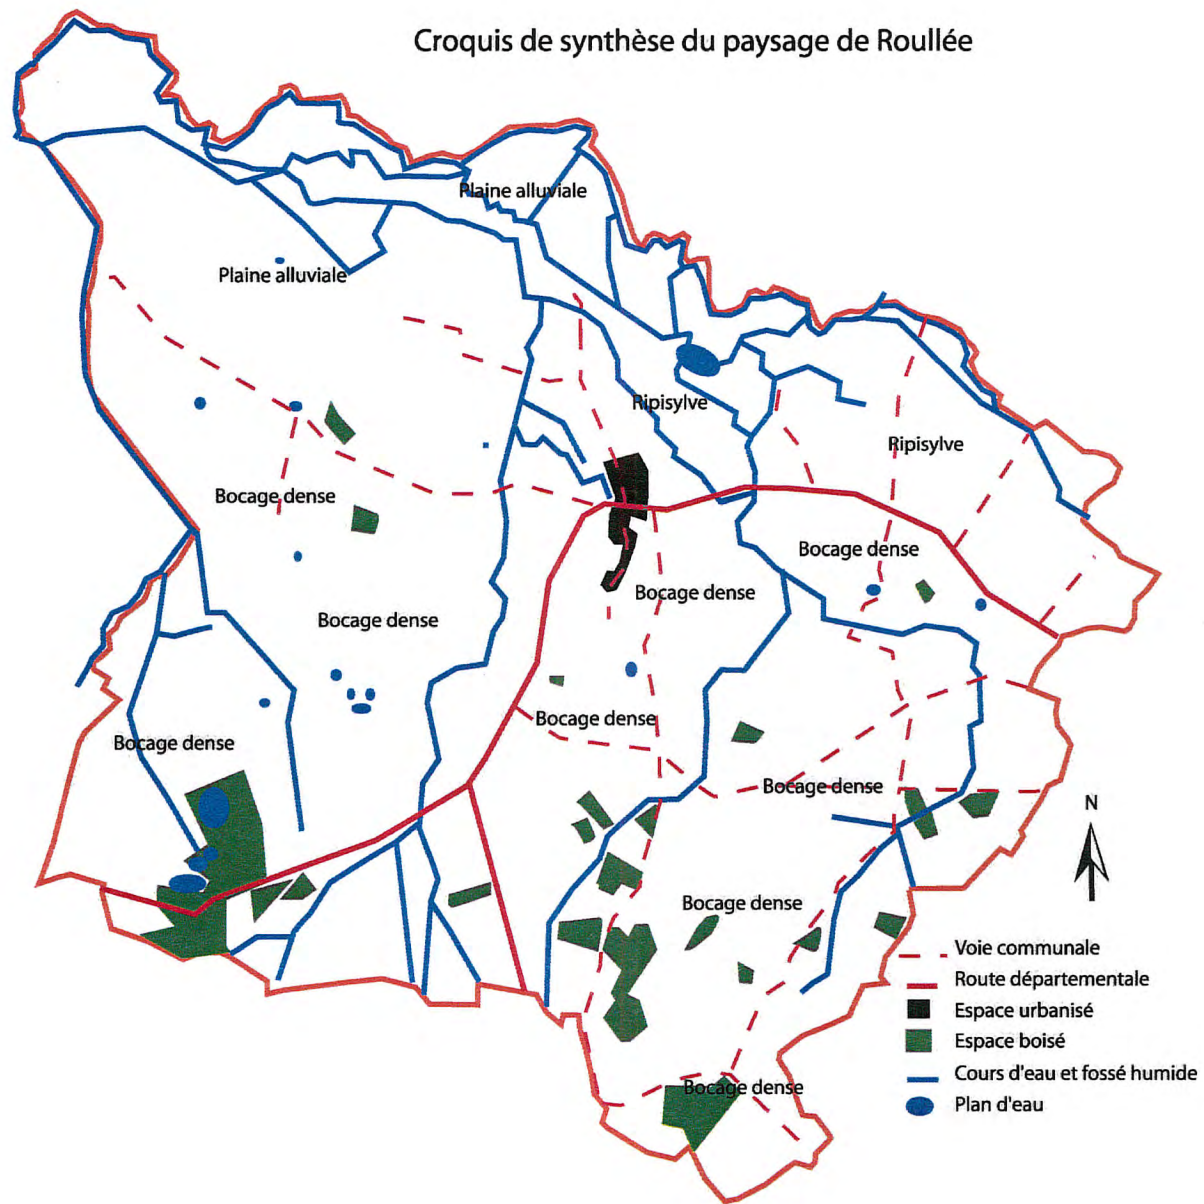 Croquis de synthèse du paysage de Roullée
Plaine alluviale
Plaine alluviale
Ripisylve
Ripisylve
Bocage dense
Bocage dense
Bocage dense
Bocage dense
Bocage dense
Bocage dense
Bocage dense
N
Bocage dense
Voie communale
Route départementale
Espace urbanisé
Espace boisé
Cours d'eau et fossé humide
Bocage dense
Plan d'eau